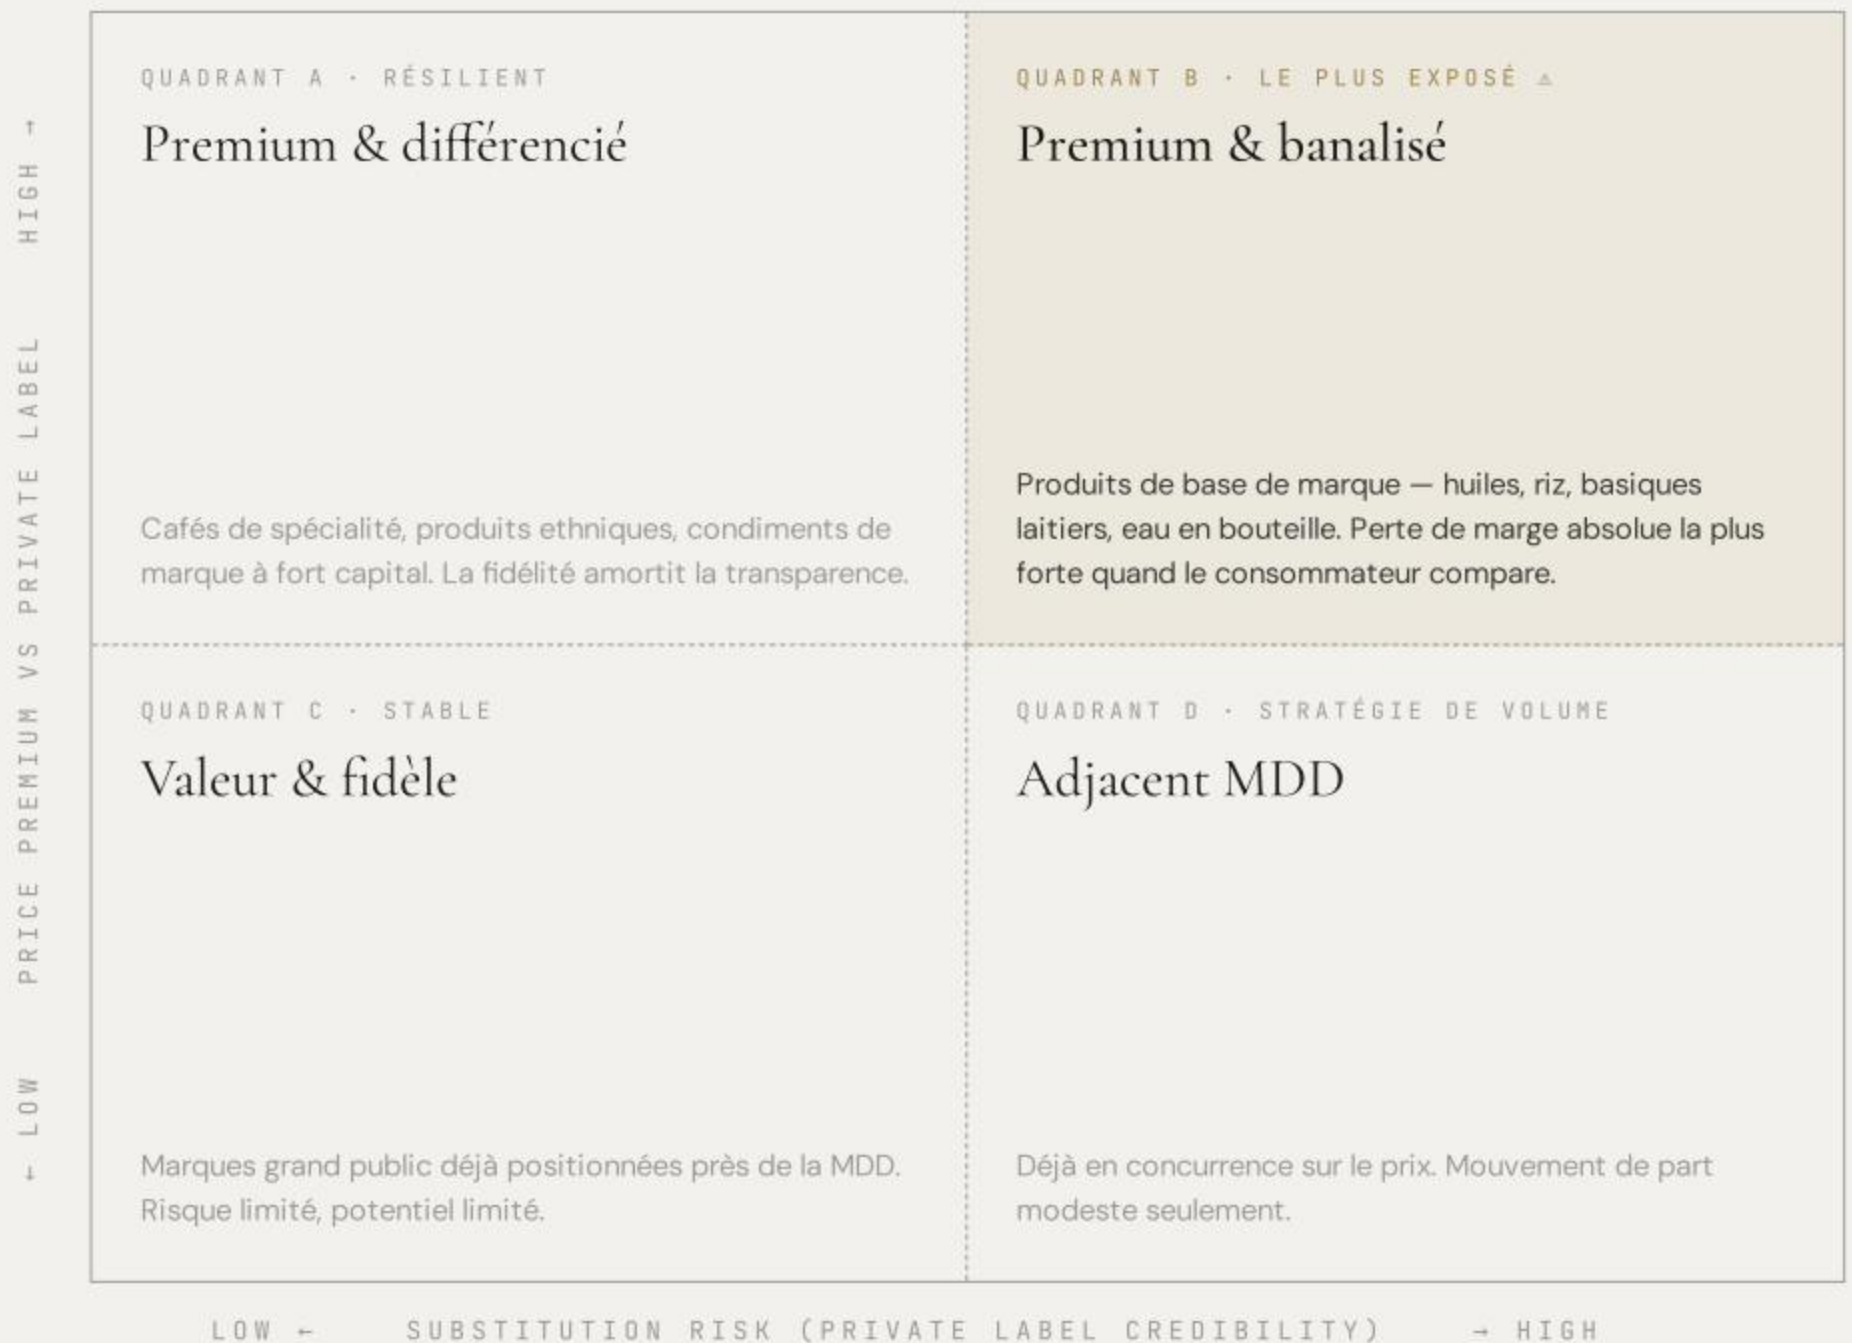 QUADRANT A · RÉSILIENT
Premium & différencié
Cafés de spécialité, produits ethniques, condiments de
marque à fort capital. La fidélité amortit la transparence.
QUADRANT B · LE PLUS EXPOSÉ ⚠
Premium & banalisé
Produits de base de marque — huiles, riz, basiques
laitiers, eau en bouteille. Perte de marge absolue la plus
forte quand le consommateur compare.
QUADRANT C · STABLE
Valeur & fidèle
Marques grand public déjà positionnées près de la MDD.
Risque limité, potentiel limité.
QUADRANT D · STRATÉGIE DE VOLUME
Adjacent MDD
Déjà en concurrence sur le prix. Mouvement de part
modeste seulement.
← LOW PRICE PREMIUM VS PRIVATE LABEL HIGH →
LOW ← SUBSTITUTION RISK (PRIVATE LABEL CREDIBILITY) → HIGH